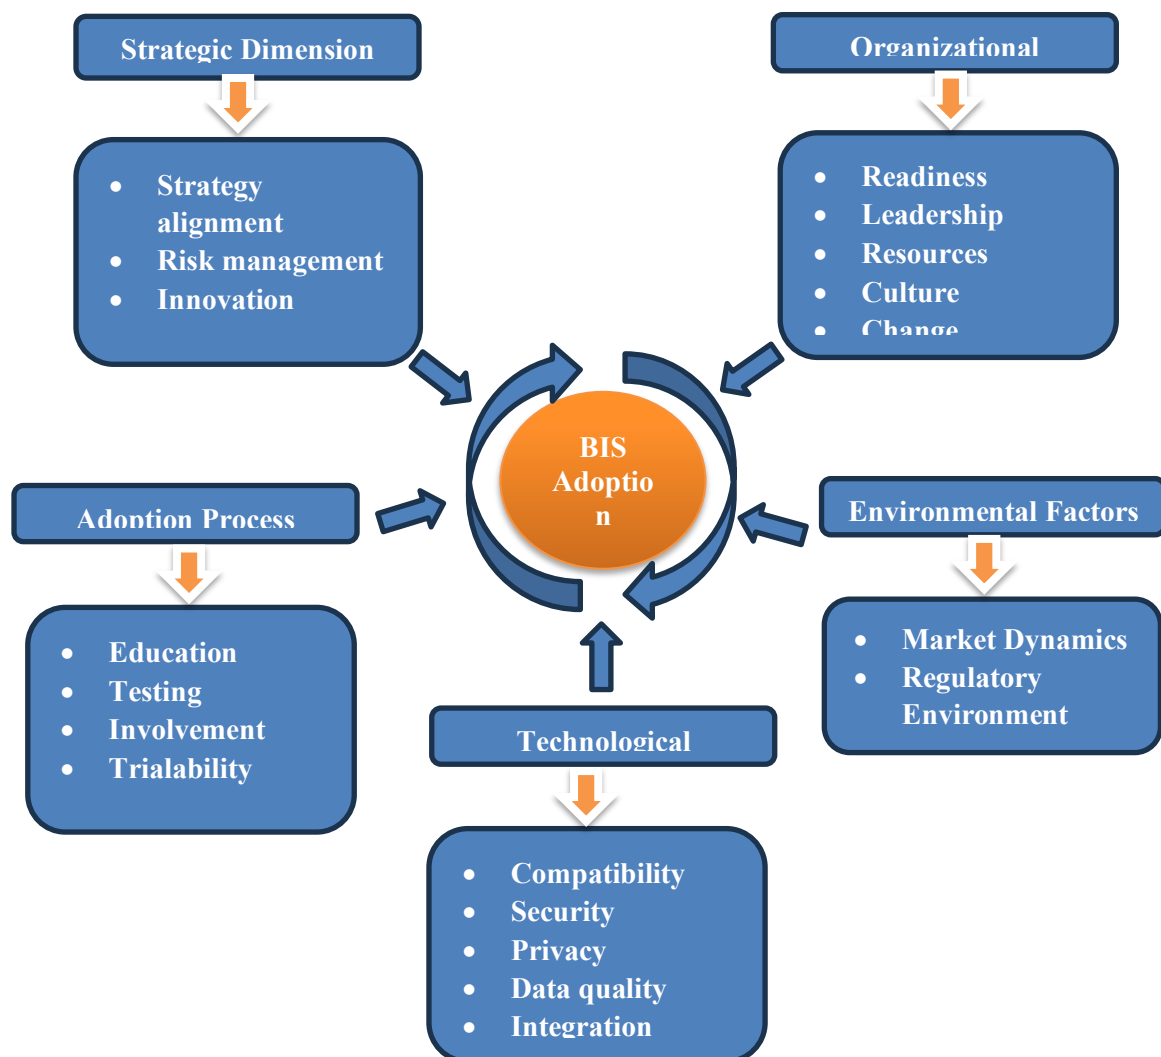 Strategic Dimension
• Strategy
alignment
• Risk management
• Innovation
Organizational
• Readiness
• Leadership
• Resources
• Culture
• Change
BIS
Adoptio
n
Adoption Process
• Education
• Testing
• Involvement
• Trialability
Environmental Factors
• Market Dynamics
• Regulatory
Environment
Technological
• Compatibility
• Security
• Privacy
• Data quality
• Integration